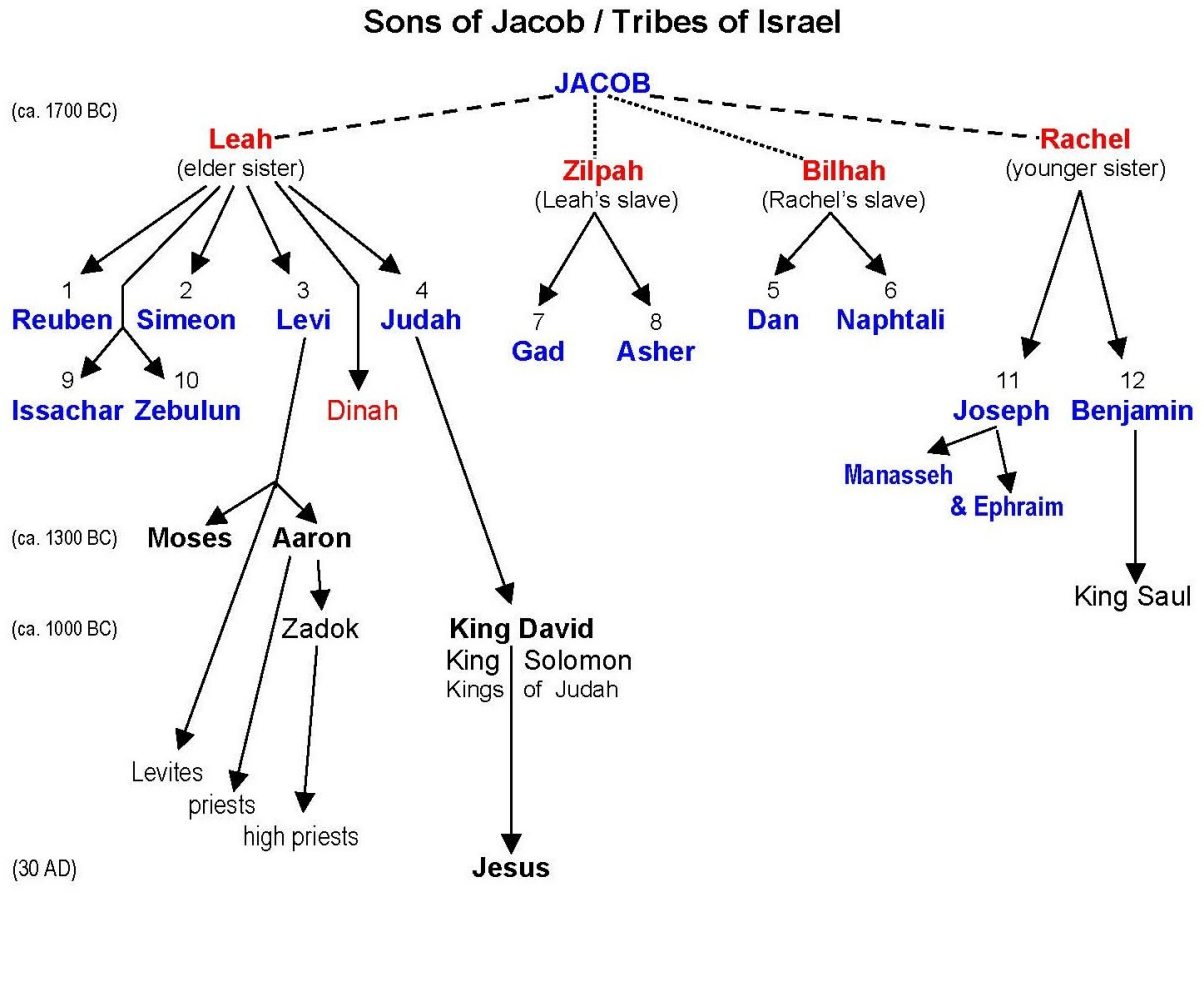 Sons of Jacob / Tribes of Israel
JACOB
(ca. 1700 BC)
Leah
(elder sister)
Zilpah
(Leah's slave)
Bilhah
(Rachel's slave)
Rachel
(younger sister)
1
Reuben
2
Simeon
3
Levi
4
Judah
7
Gad
8
Asher
5
Dan
6
Naphtali
9
Issachar
10
Zebulun
Dinah
11
Joseph
12
Benjamin
Manasseh
& Ephraim
(ca. 1300 BC)
Moses
Aaron
King Saul
(ca. 1000 BC)
Zadok
King David
King Solomon
Kings of Judah
Levites
priests
high priests
(30 AD)
Jesus